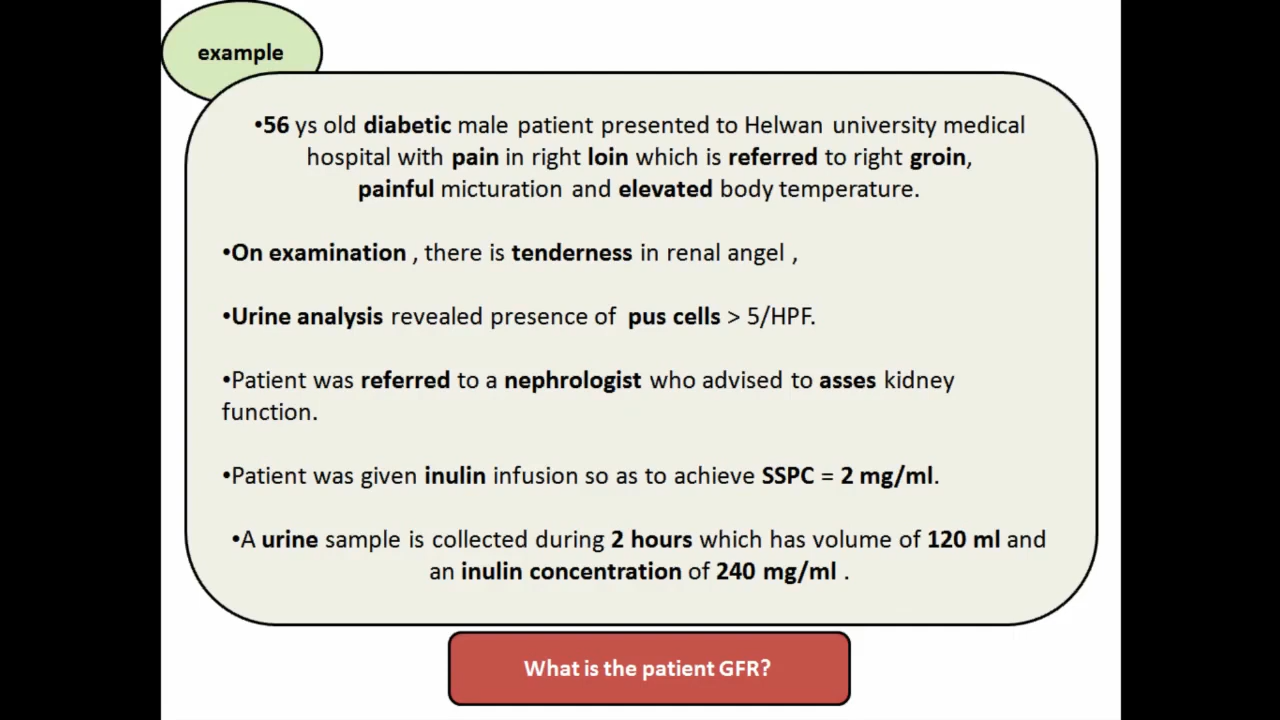 example
•56 ys old diabetic male patient presented to Helwan university medical
hospital with pain in right loin which is referred to right groin,
painful micturation and elevated body temperature.
•On examination , there is tenderness in renal angel ,
•Urine analysis revealed presence of pus cells > 5/HPF.
•Patient was referred to a nephrologist who advised to asses kidney
function.
•Patient was given inulin infusion so as to achieve SSPC = 2 mg/ml.
•A urine sample is collected during 2 hours which has volume of 120 ml and
an inulin concentration of 240 mg/ml .
What is the patient GFR?